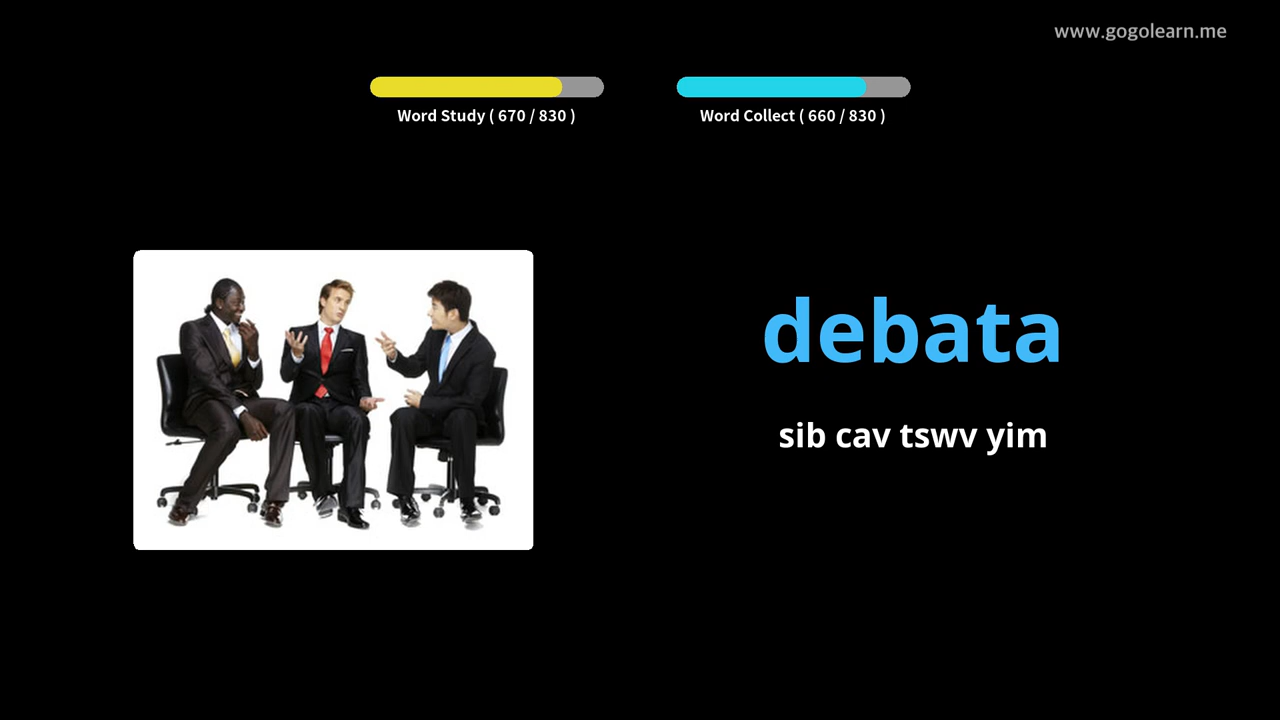 www.gogolearn.me
Word Study ( 670 / 830 )
Word Collect ( 660 / 830 )
debata
sib cav tswv yim